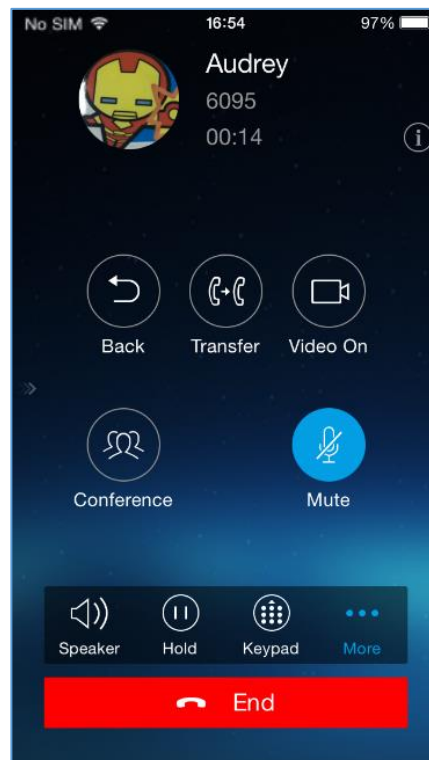 No SIM 16:54 97%
Audrey
6095
00:14
i
Back Transfer Video On
Conference Mute
Speaker Hold Keypad More
End